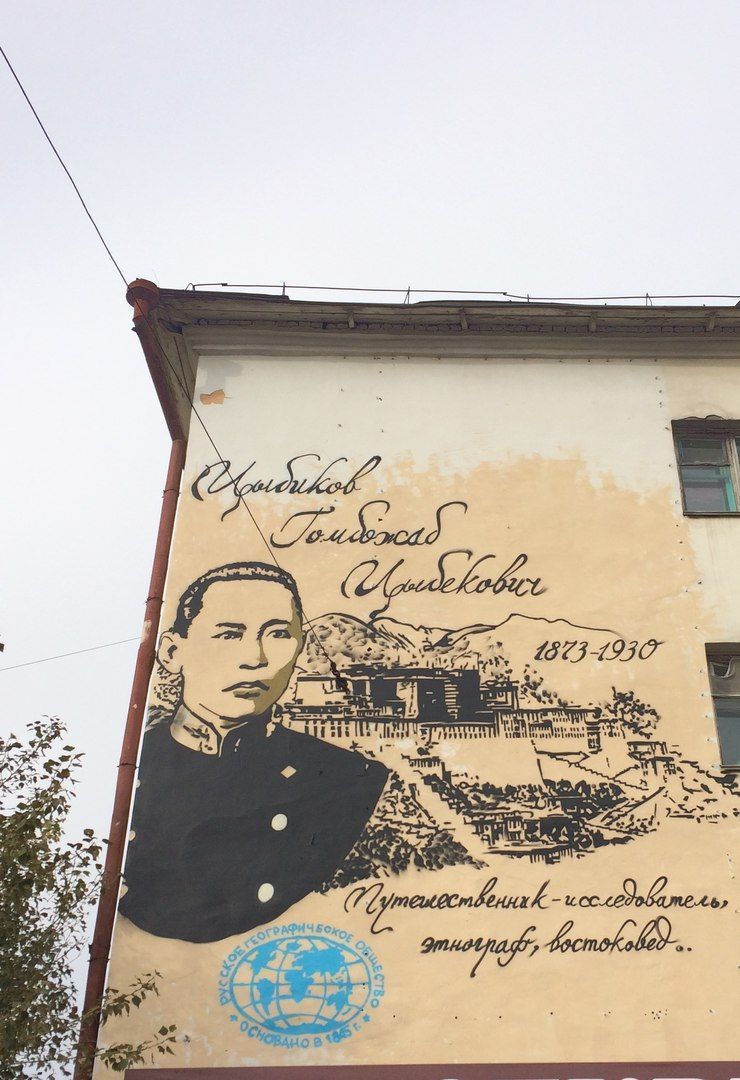 Цыбиков
Гомбожаб
Цыбекович
1873-1930
Путешественник-исследователь,
этнограф, востоковед..
РУССКОЕ ГЕОГРАФИЧЕСКОЕ ОБЩЕСТВО
ОСНОВАНО В 1845 г.